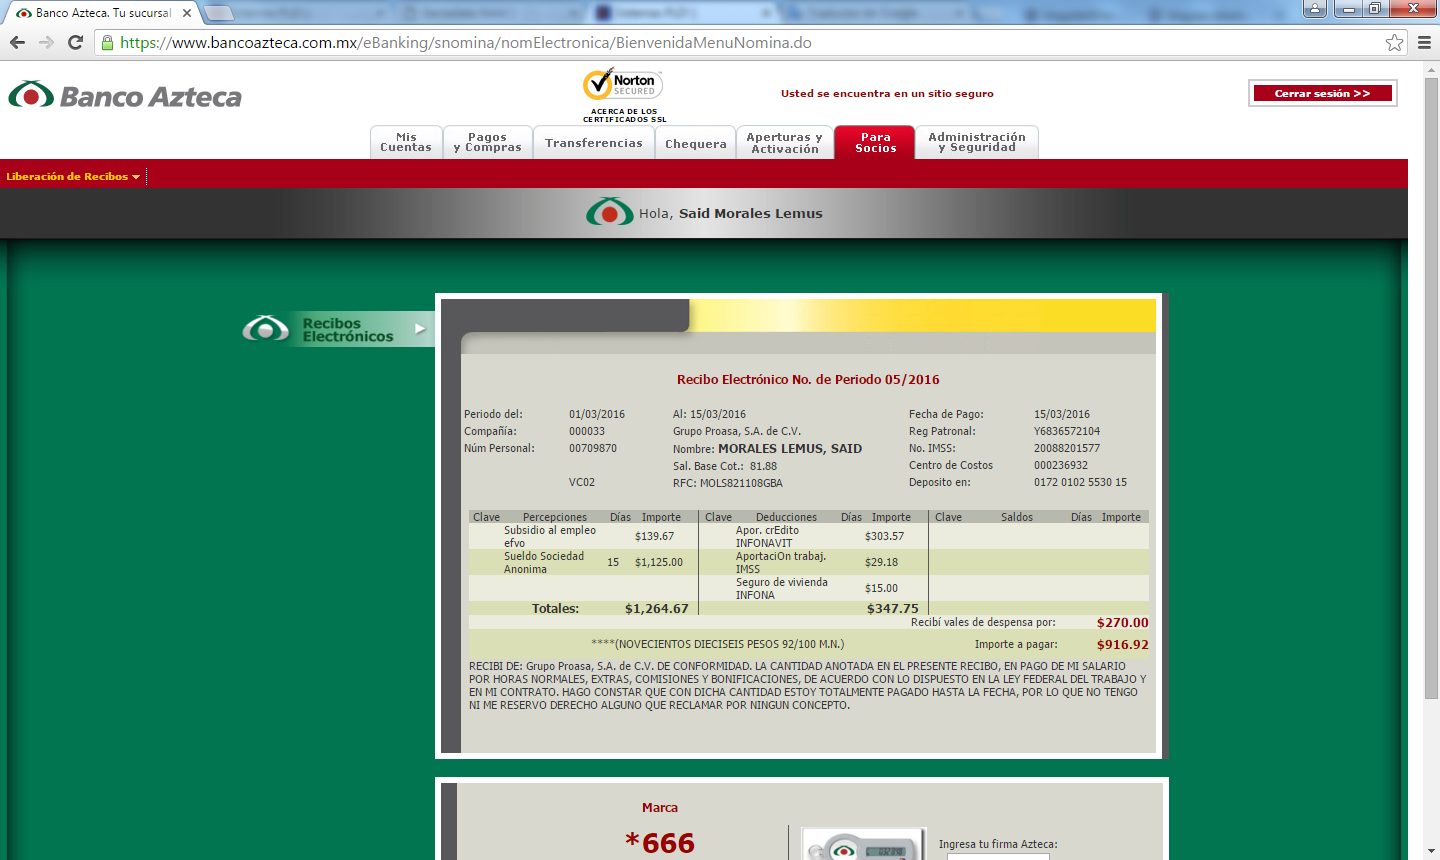 Banco Azteca. Tu sucursal
https://www.bancoazteca.com.mx/eBanking/snomina/nomElectronica/BienvenidaMenuNomina.do
Banco Azteca
Norton
SECURED
ACERCA DE LOS
CERTIFICADOS SSL
Usted se encuentra en un sitio seguro
Cerrar sesión >>
Mis
Cuentas
Pagos
y Compras
Transferencias
Chequera
Aperturas y
Activación
Para
Socios
Administración
y Seguridad
Liberación de Recibos
Hola, Said Morales Lemus
Recibos
Electrónicos
Recibo Electrónico No. de Periodo 05/2016
Periodo del: 01/03/2016 Al: 15/03/2016 Fecha de Pago: 15/03/2016
Compañía: 000033 Grupo Proasa, S.A. de C.V. Reg Patronal: Y6836572104
Núm Personal: 00709870 Nombre: MORALES LEMUS, SAID No. IMSS: 20088201577
Sal. Base Cot.: 81.88 Centro de Costos 000236932
VC02 RFC: MOLS821108GBA Deposito en: 0172 0102 5530 15
Clave Percepciones Días Importe Clave Deducciones Días Importe Clave Saldos Días Importe
Subsidio al empleo efvo $139.67 Apor. crEdito INFONAVIT $303.57
Sueldo Sociedad Anonima 15 $1,125.00 AportaciOn trabaj. IMSS $29.18
Seguro de vivienda INFONA $15.00
Totales: $1,264.67 $347.75
Recibí vales de despensa por: $270.00
****(NOVECIENTOS DIECISEIS PESOS 92/100 M.N.) Importe a pagar: $916.92
RECIBI DE: Grupo Proasa, S.A. de C.V. DE CONFORMIDAD. LA CANTIDAD ANOTADA EN EL PRESENTE RECIBO, EN PAGO DE MI SALARIO
POR HORAS NORMALES, EXTRAS, COMISIONES Y BONIFICACIONES, DE ACUERDO CON LO DISPUESTO EN LA LEY FEDERAL DEL TRABAJO Y
EN MI CONTRATO. HAGO CONSTAR QUE CON DICHA CANTIDAD ESTOY TOTALMENTE PAGADO HASTA LA FECHA, POR LO QUE NO TENGO
NI ME RESERVO DERECHO ALGUNO QUE RECLAMAR POR NINGUN CONCEPTO.
Marca
*666
Ingresa tu firma Azteca: